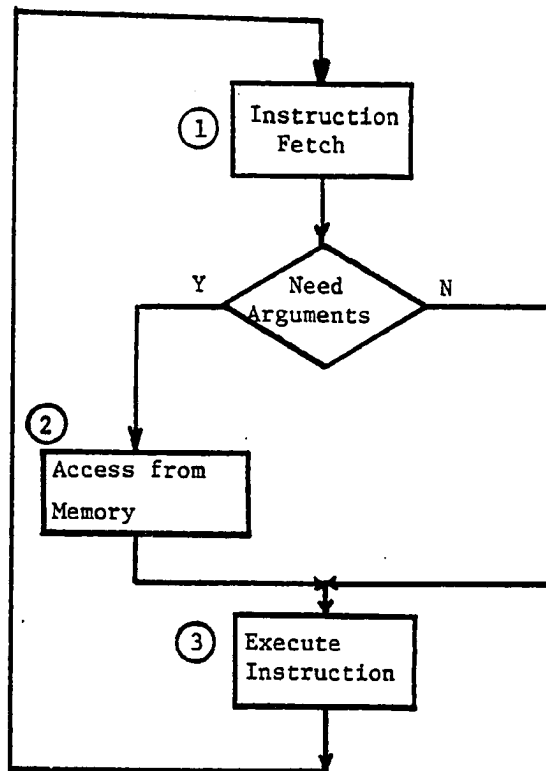 1
Instruction
Fetch
Y
Need
Arguments
N
2
Access from
Memory
3
Execute
Instruction